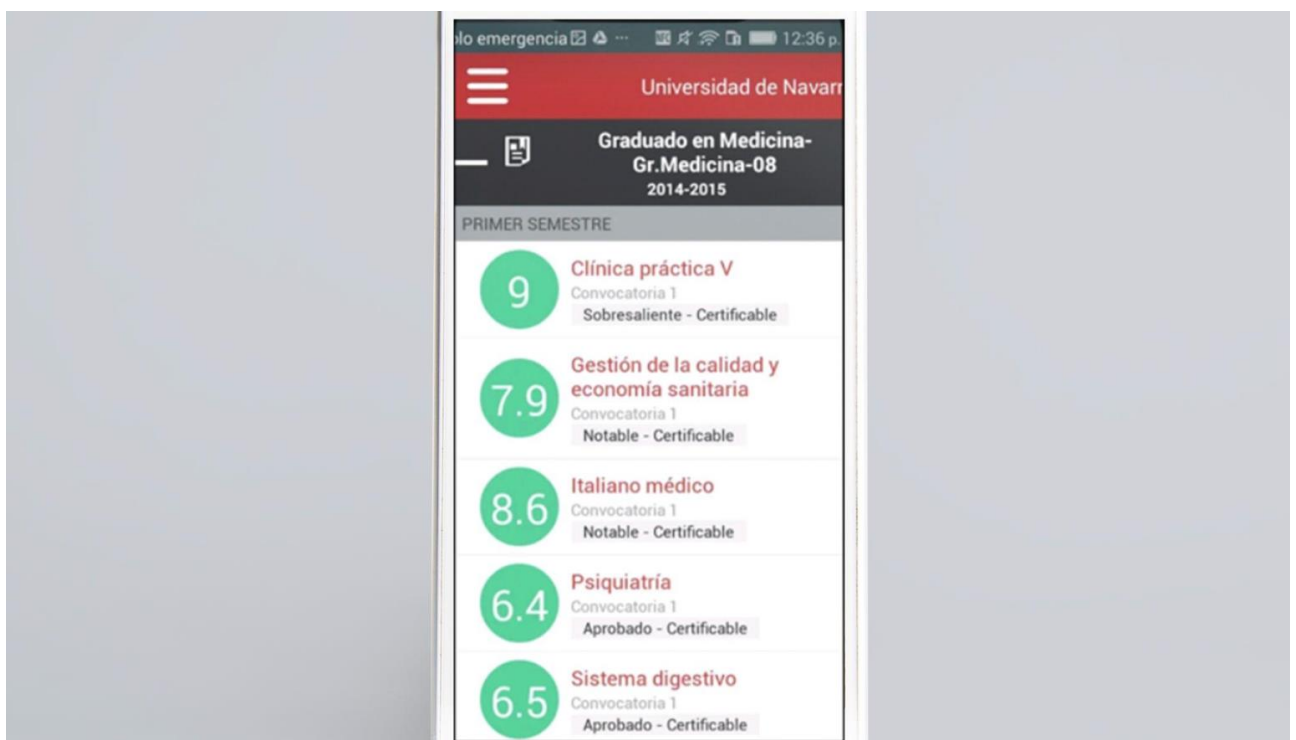 emergencia
12:36 p.
Universidad de
Graduado en Medicina-
Gr.Medicina-08
2014-2015
PRIMER SEMESTRE
9
Clínica práctica V
Convocatoria 1
Sobresaliente - Certificable
7.9
Gestión de la calidad y
economía sanitaria
Convocatoria 1
Notable - Certificable
8.6
Italiano médico
Convocatoria 1
Notable - Certificable
6.4
Psiquiatría
Convocatoria 1
Aprobado - Certificable
6.5
Sistema digestivo
Convocatoria 1
Aprobado - Certificable